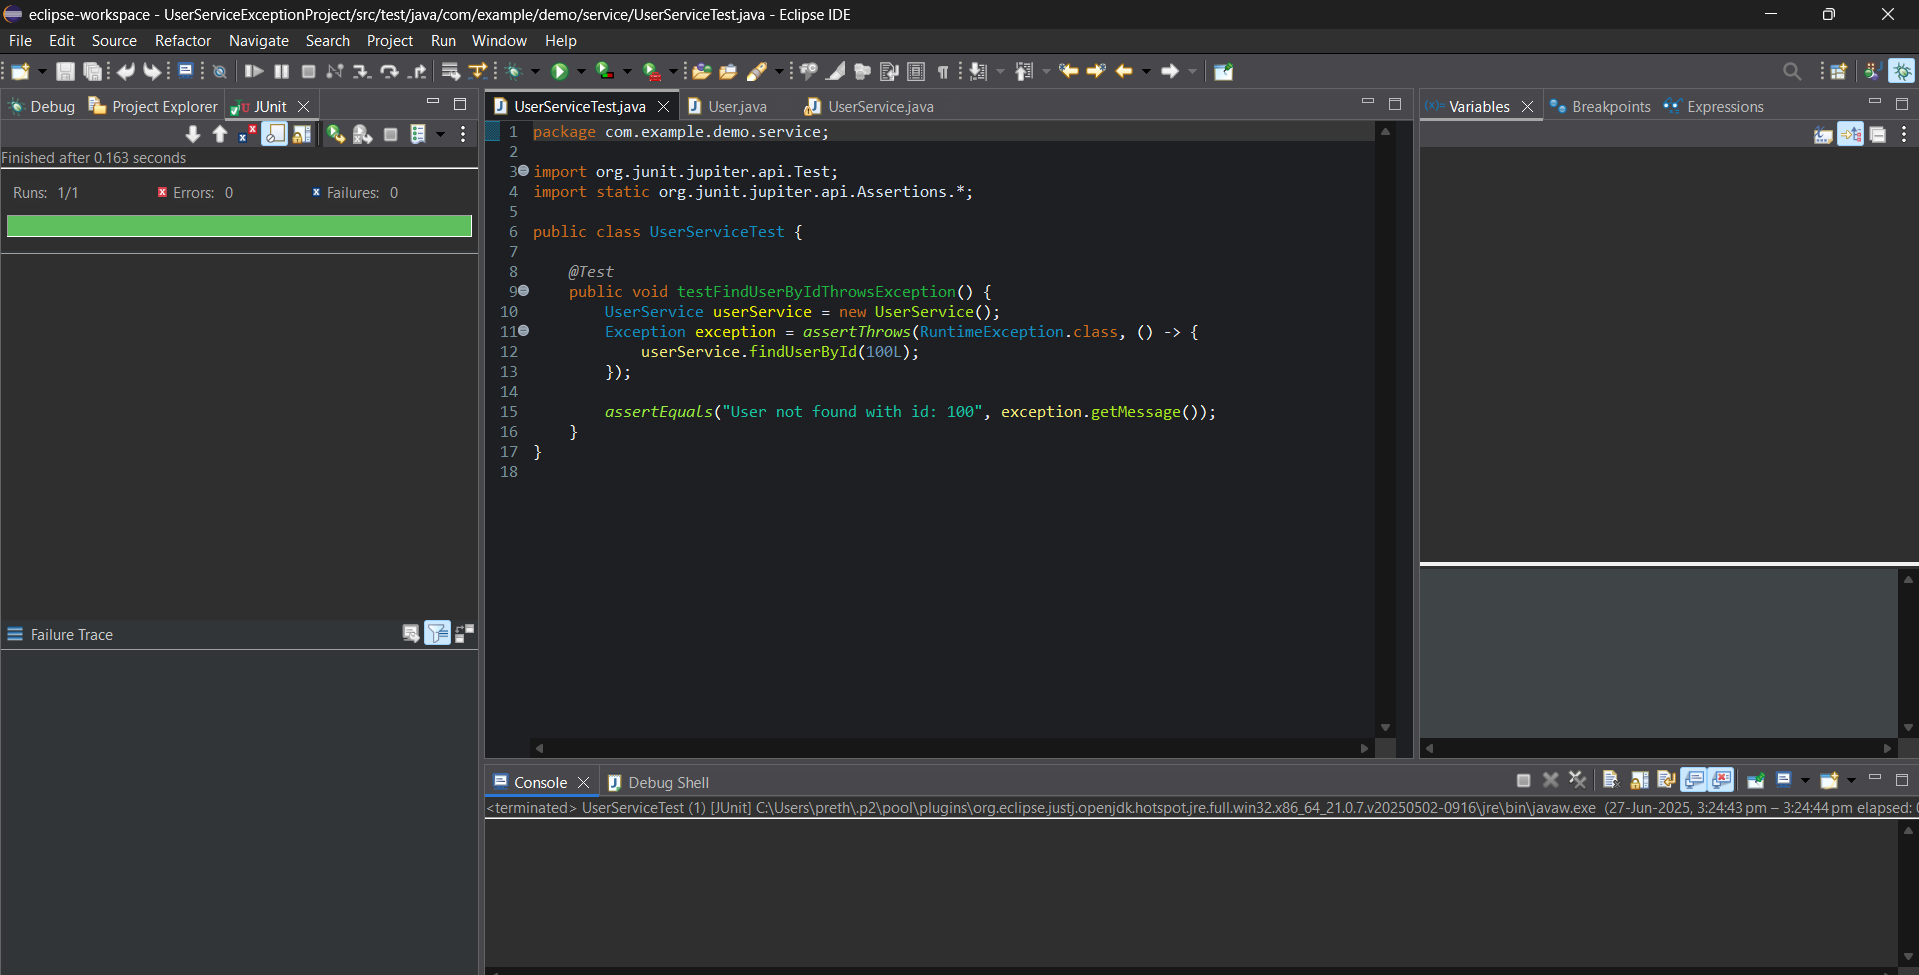 eclipse-workspace - UserServiceExceptionProject/src/test/java/com/example/demo/service/UserServiceTest.java - Eclipse IDE
File Edit Source Refactor Navigate Search Project Run Window Help
Debug Project Explorer JUnit
Finished after 0.163 seconds
Runs: 1/1 Errors: 0 Failures: 0
Failure Trace
UserServiceTest.java User.java UserService.java
1 package com.example.demo.service;
2
3 import org.junit.jupiter.api.Test;
4 import static org.junit.jupiter.api.Assertions.*;
5
6 public class UserServiceTest {
7
8 @Test
9 public void testFindUserByIdThrowsException() {
10 UserService userService = new UserService();
11 Exception exception = assertThrows(RuntimeException.class, () -> {
12 userService.findUserById(100L);
13 });
14
15 assertEquals("User not found with id: 100", exception.getMessage());
16 }
17 }
18
(x)= Variables Breakpoints Expressions
Console Debug Shell
<terminated> UserServiceTest (1) [JUnit] C:\Users\preth\.p2\pool\plugins\org.eclipse.justj.openjdk.hotspot.jre.full.win32.x86_64_21.0.7.v20250502-0916\jre\bin\javaw.exe (27-Jun-2025, 3:24:43 pm – 3:24:44 pm elapsed: